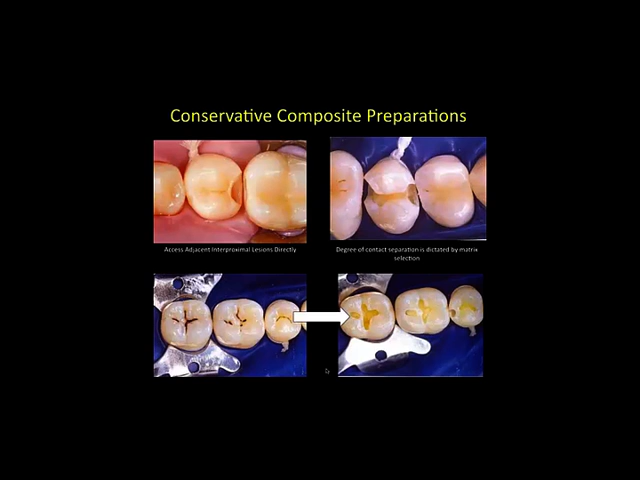 Conservative Composite Preparations
Access Adjacent Interproximal Lesions Directly
Degree of contact separation is dictated by matrix
selection